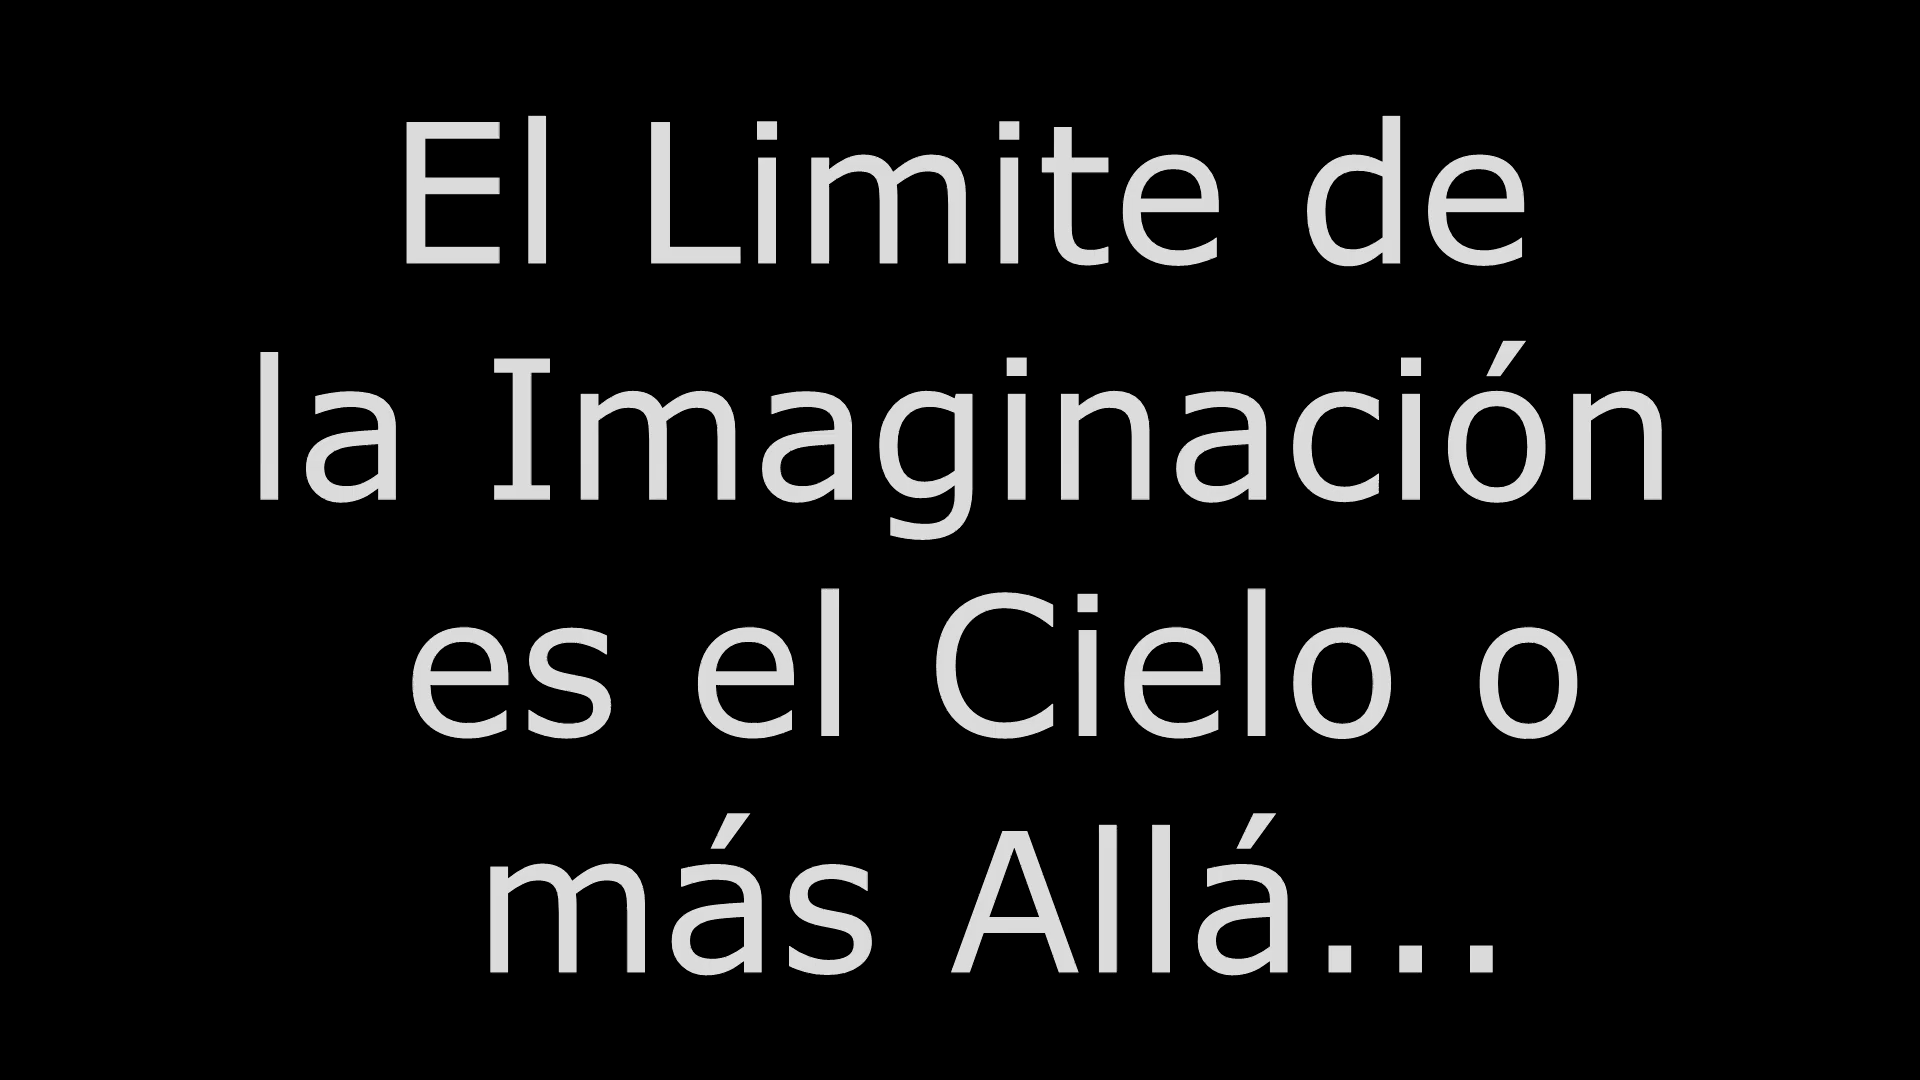 El Limite de
la Imaginación
es el Cielo o
más Allá...